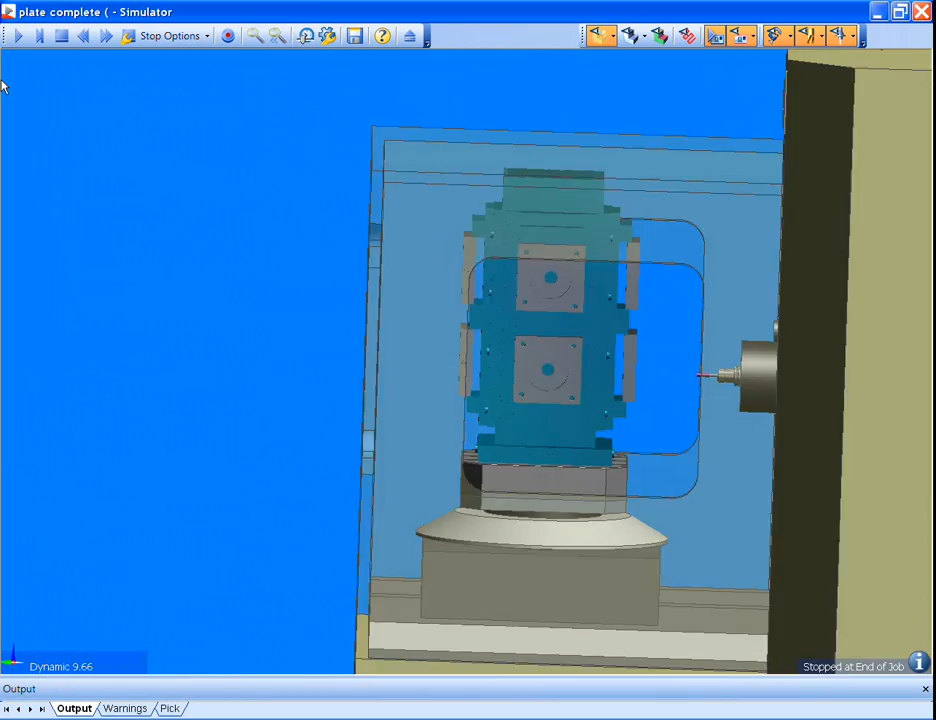 plate complete ( - Simulator
Stop Options
Dynamic 9.66
Stopped at End of Job
Output
Output
Warnings
Pick